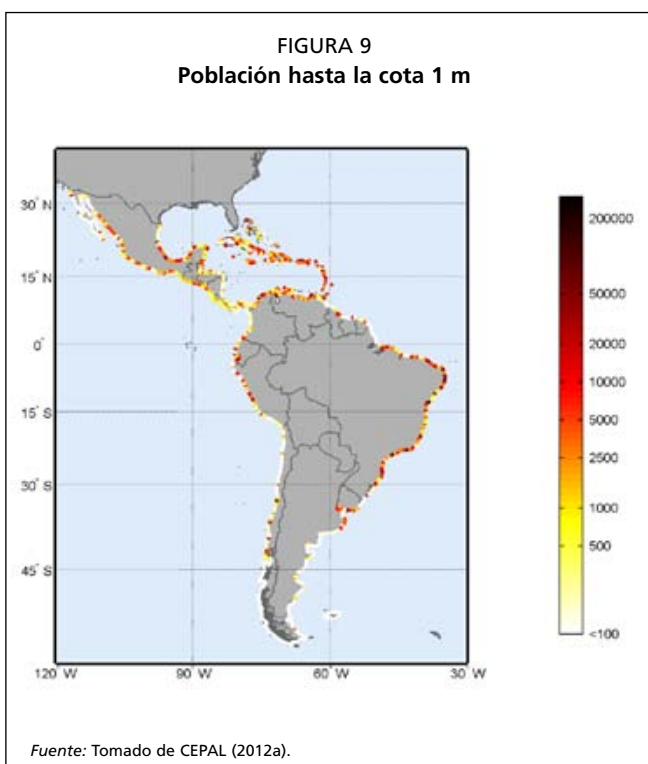 FIGURA 9
Población hasta la cota 1 m
30° N
15° N
0°
15° S
30° S
45° S
120° W 90° W 60° W 30° W
200000
50000
20000
10000
5000
2500
1000
500
<100
Fuente: Tomado de CEPAL (2012a).